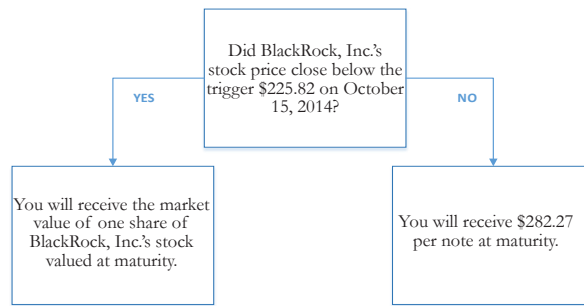 Did BlackRock, Inc.'s
stock price close below the
trigger $225.82 on October
15, 2014?
YES
NO
You will receive the market
value of one share of
BlackRock, Inc.'s stock
valued at maturity.
You will receive $282.27
per note at maturity.